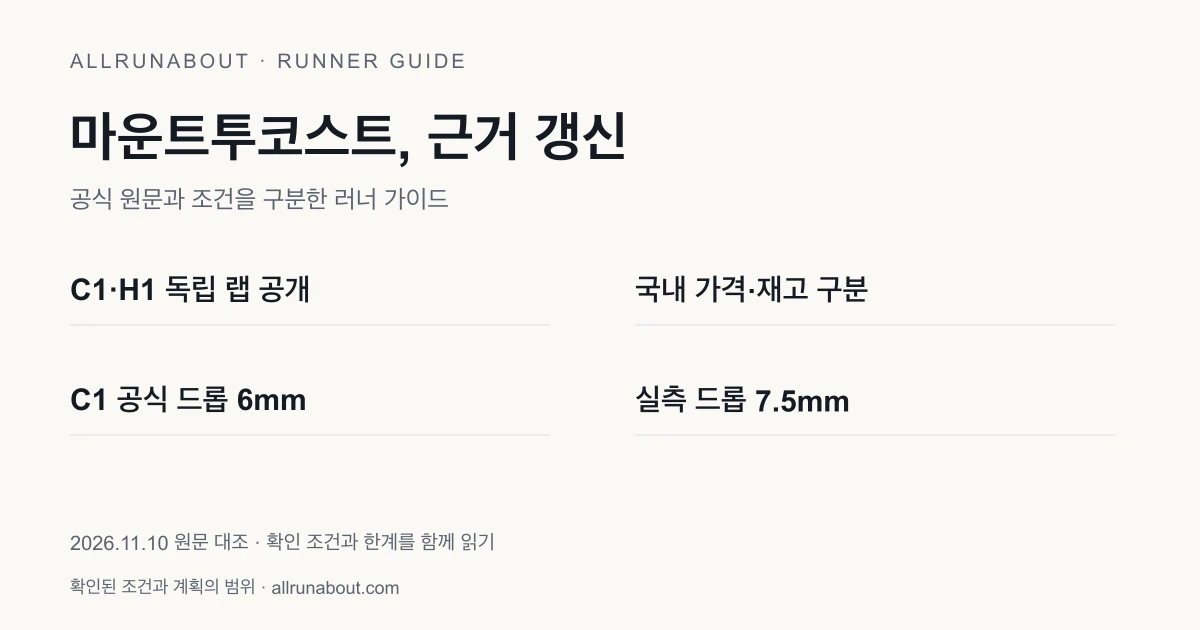 ALLRUNABOUT · RUNNER GUIDE
마운트투코스트, 근거 갱신
공식 원문과 조건을 구분한 러너 가이드
C1·H1 독립 랩 공개
국내 가격·재고 구분
C1 공식 드롭 6mm
실측 드롭 7.5mm
2026.11.10 원문 대조 · 확인 조건과 한계를 함께 읽기
확인된 조건과 계획의 범위 · allrunabout.com